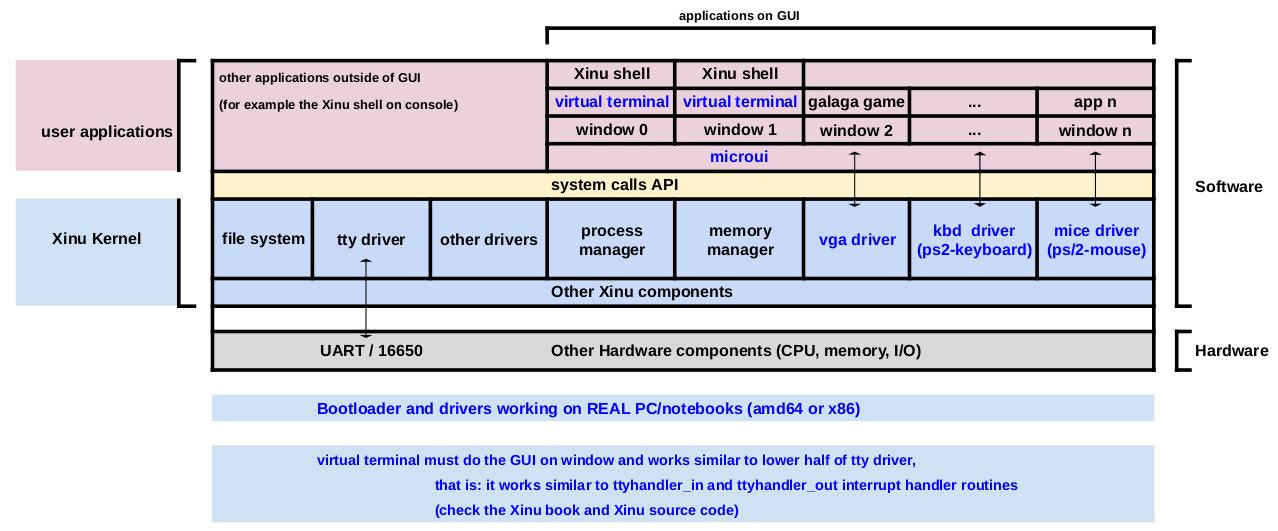 applications on GUI
other applications outside of GUI
(for example the Xinu shell on console)
Xinu shell
Xinu shell
virtual terminal
virtual terminal
galaga game
...
app n
user applications
window 0
window 1
window 2
...
window n
microui
system calls API
Software
Xinu Kernel
file system
tty driver
other drivers
process
manager
memory
manager
vga driver
kbd  driver
(ps2-keyboard)
mice driver
(ps/2-mouse)
Other Xinu components
UART / 16650
Other Hardware components (CPU, memory, I/O)
Hardware
Bootloader and drivers working on REAL PC/notebooks (amd64 or x86)
virtual terminal must do the GUI on window and works similar to lower half of tty driver,
that is: it works similar to ttyhandler_in and ttyhandler_out interrupt handler routines
(check the Xinu book and Xinu source code)